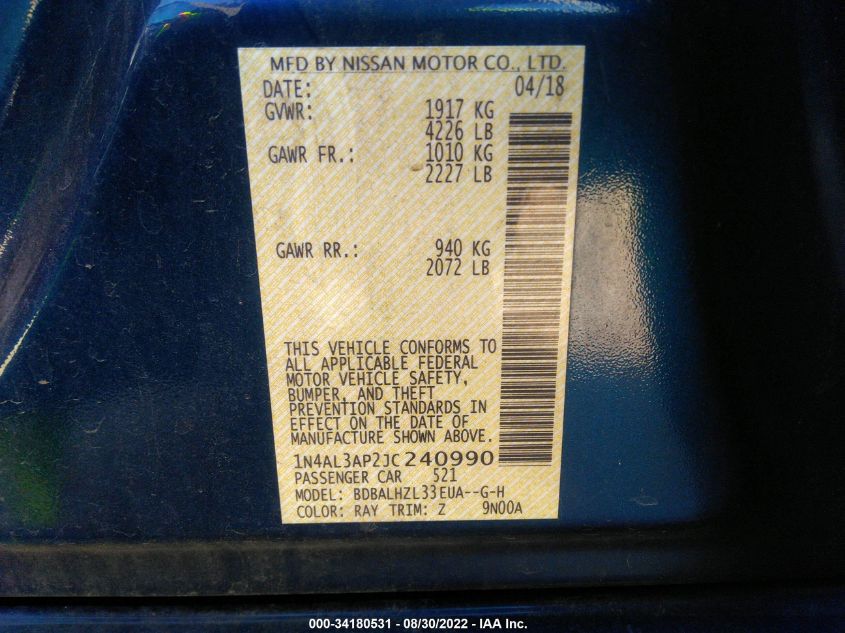 MFD BY NISSAN MOTOR CO., LTD.
DATE: 04/18
GVWR: 1917 KG
4226 LB
GAWR FR.: 1010 KG
2227 LB
GAWR RR.: 940 KG
2072 LB
THIS VEHICLE CONFORMS TO
ALL APPLICABLE FEDERAL
MOTOR VEHICLE SAFETY,
BUMPER, AND THEFT
PREVENTION STANDARDS IN
EFFECT ON THE DATE OF
MANUFACTURE SHOWN ABOVE.
1N4AL3AP2JC240990
PASSENGER CAR 521
MODEL: BDBALHZL33EUA--G-H
COLOR: RAY TRIM: Z 9N00A
000-34180531 - 08/30/2022 - IAA Inc.